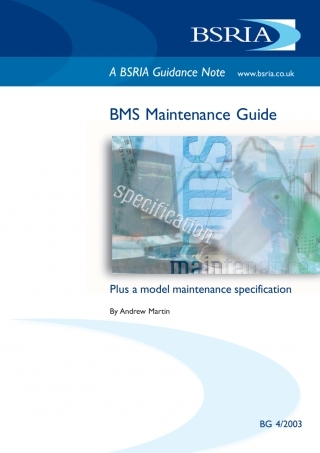 BSRIA
A BSRIA Guidance Note www.bsria.co.uk
BMS Maintenance Guide
bms
specification
maintenan
Plus a model maintenance specification
By Andrew Martin
BG 4/2003